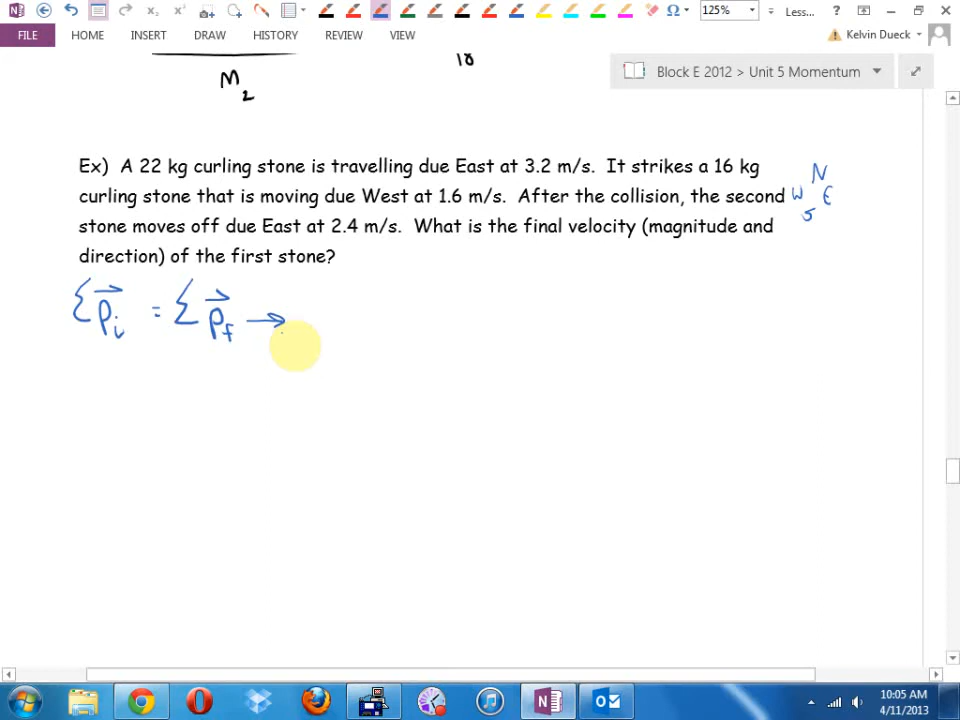 125%
Less...
?
FILE
HOME
INSERT
DRAW
HISTORY
REVIEW
VIEW
Kelvin Dueck
M2
18
Block E 2012 > Unit 5 Momentum
Ex) A 22 kg curling stone is travelling due East at 3.2 m/s. It strikes a 16 kg
curling stone that is moving due West at 1.6 m/s. After the collision, the second
stone moves off due East at 2.4 m/s. What is the final velocity (magnitude and
direction) of the first stone?
N
W E
S
Σp⃗i = Σp⃗f →
10:05 AM
4/11/2013